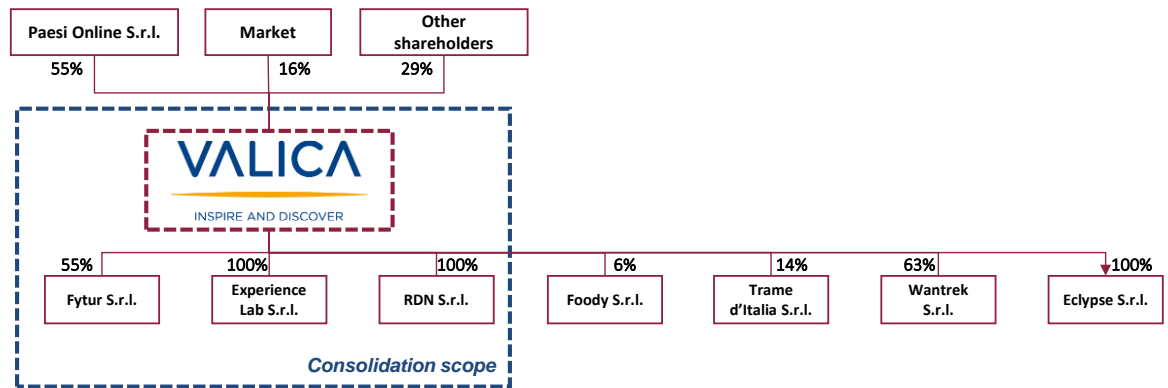 Paesi Online S.r.l.
Market
Other
shareholders
55%
16%
29%
VALICA
INSPIRE AND DISCOVER
55%
100%
100%
6%
14%
63%
100%
Fytur S.r.l.
Experience
Lab S.r.l.
RDN S.r.l.
Foody S.r.l.
Trame
d'Italia S.r.l.
Wantrek
S.r.l.
Eclypse S.r.l.
Consolidation scope